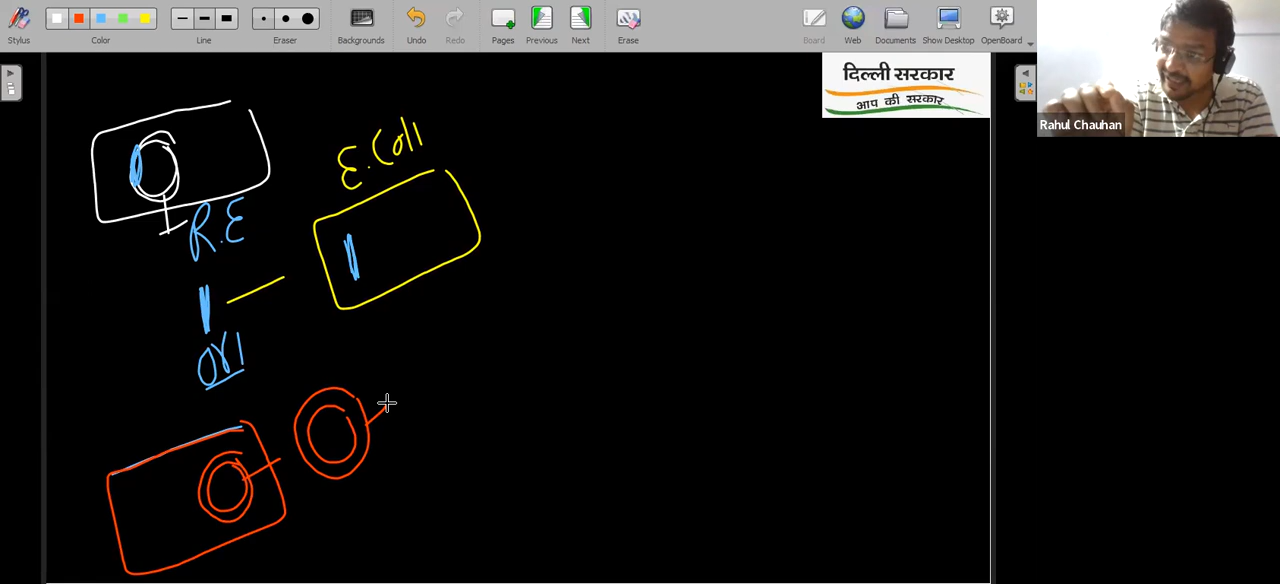 Stylus
Color
Line
Eraser
Backgrounds
Undo
Redo
Pages
Previous
Next
Erase
Board
Web
Documents
Show Desktop
OpenBoard
दिल्ली सरकार
आप की सरकार
Rahul Chauhan
E.Coli
R.E
ori